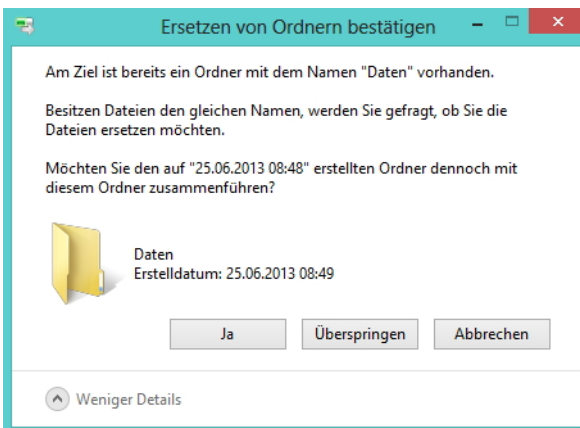 Ersetzen von Ordnern bestätigen
Am Ziel ist bereits ein Ordner mit dem Namen "Daten" vorhanden.
Besitzen Dateien den gleichen Namen, werden Sie gefragt, ob Sie die
Dateien ersetzen möchten.
Möchten Sie den auf "25.06.2013 08:48" erstellten Ordner dennoch mit
diesem Ordner zusammenführen?
Daten
Erstelldatum: 25.06.2013 08:49
Ja Überspringen Abbrechen
Weniger Details